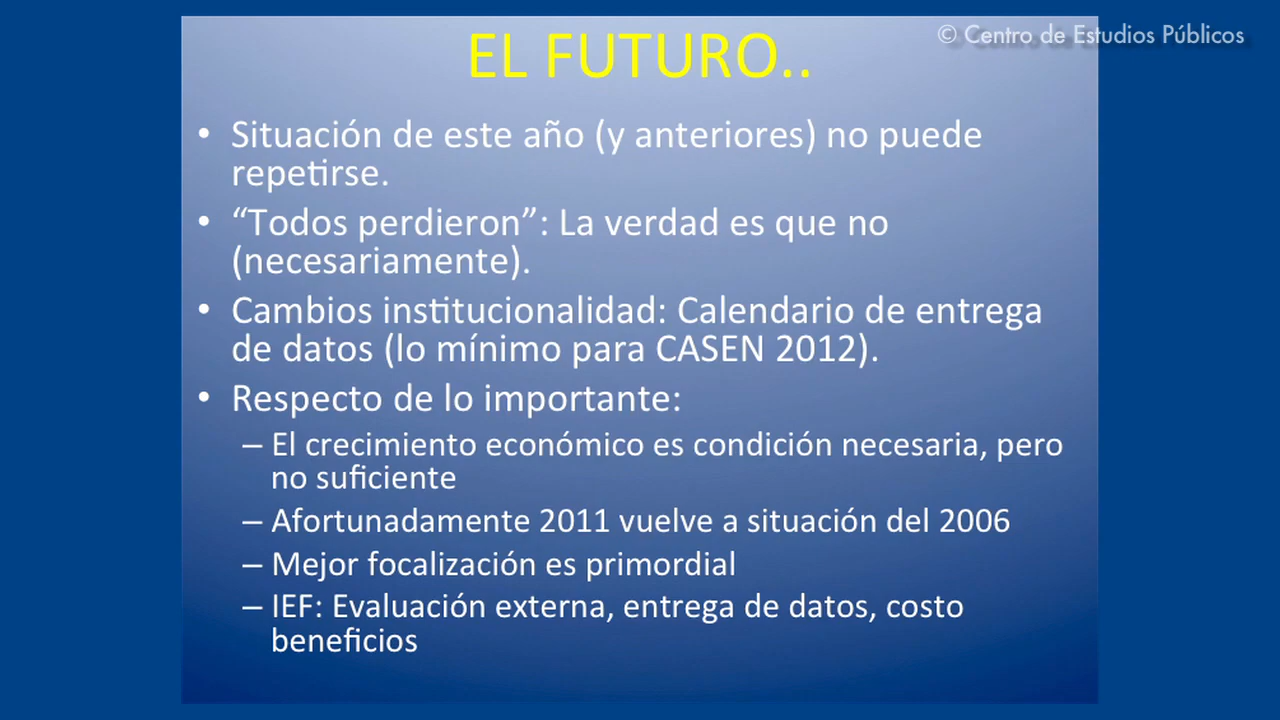 © Centro de Estudios Públicos
EL FUTURO..
• Situación de este año (y anteriores) no puede
repetirse.
• “Todos perdieron”: La verdad es que no
(necesariamente).
• Cambios institucionalidad: Calendario de entrega
de datos (lo mínimo para CASEN 2012).
• Respecto de lo importante:
– El crecimiento económico es condición necesaria, pero
no suficiente
– Afortunadamente 2011 vuelve a situación del 2006
– Mejor focalización es primordial
– IEF: Evaluación externa, entrega de datos, costo
beneficios